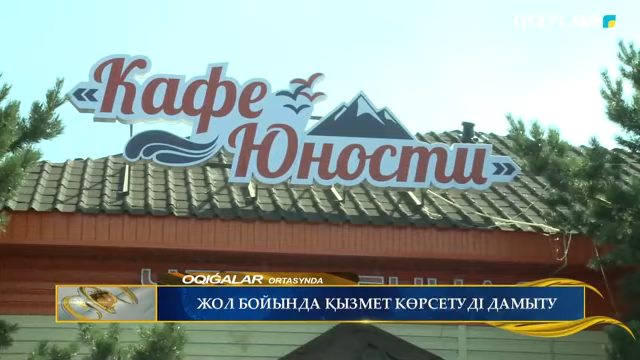 Кафе
Юности
OQIǴALAR ORTASYNDA
ЖОЛ БОЙЫНДА ҚЫЗМЕТ КӨРСЕТУДІ ДАМЫТУ